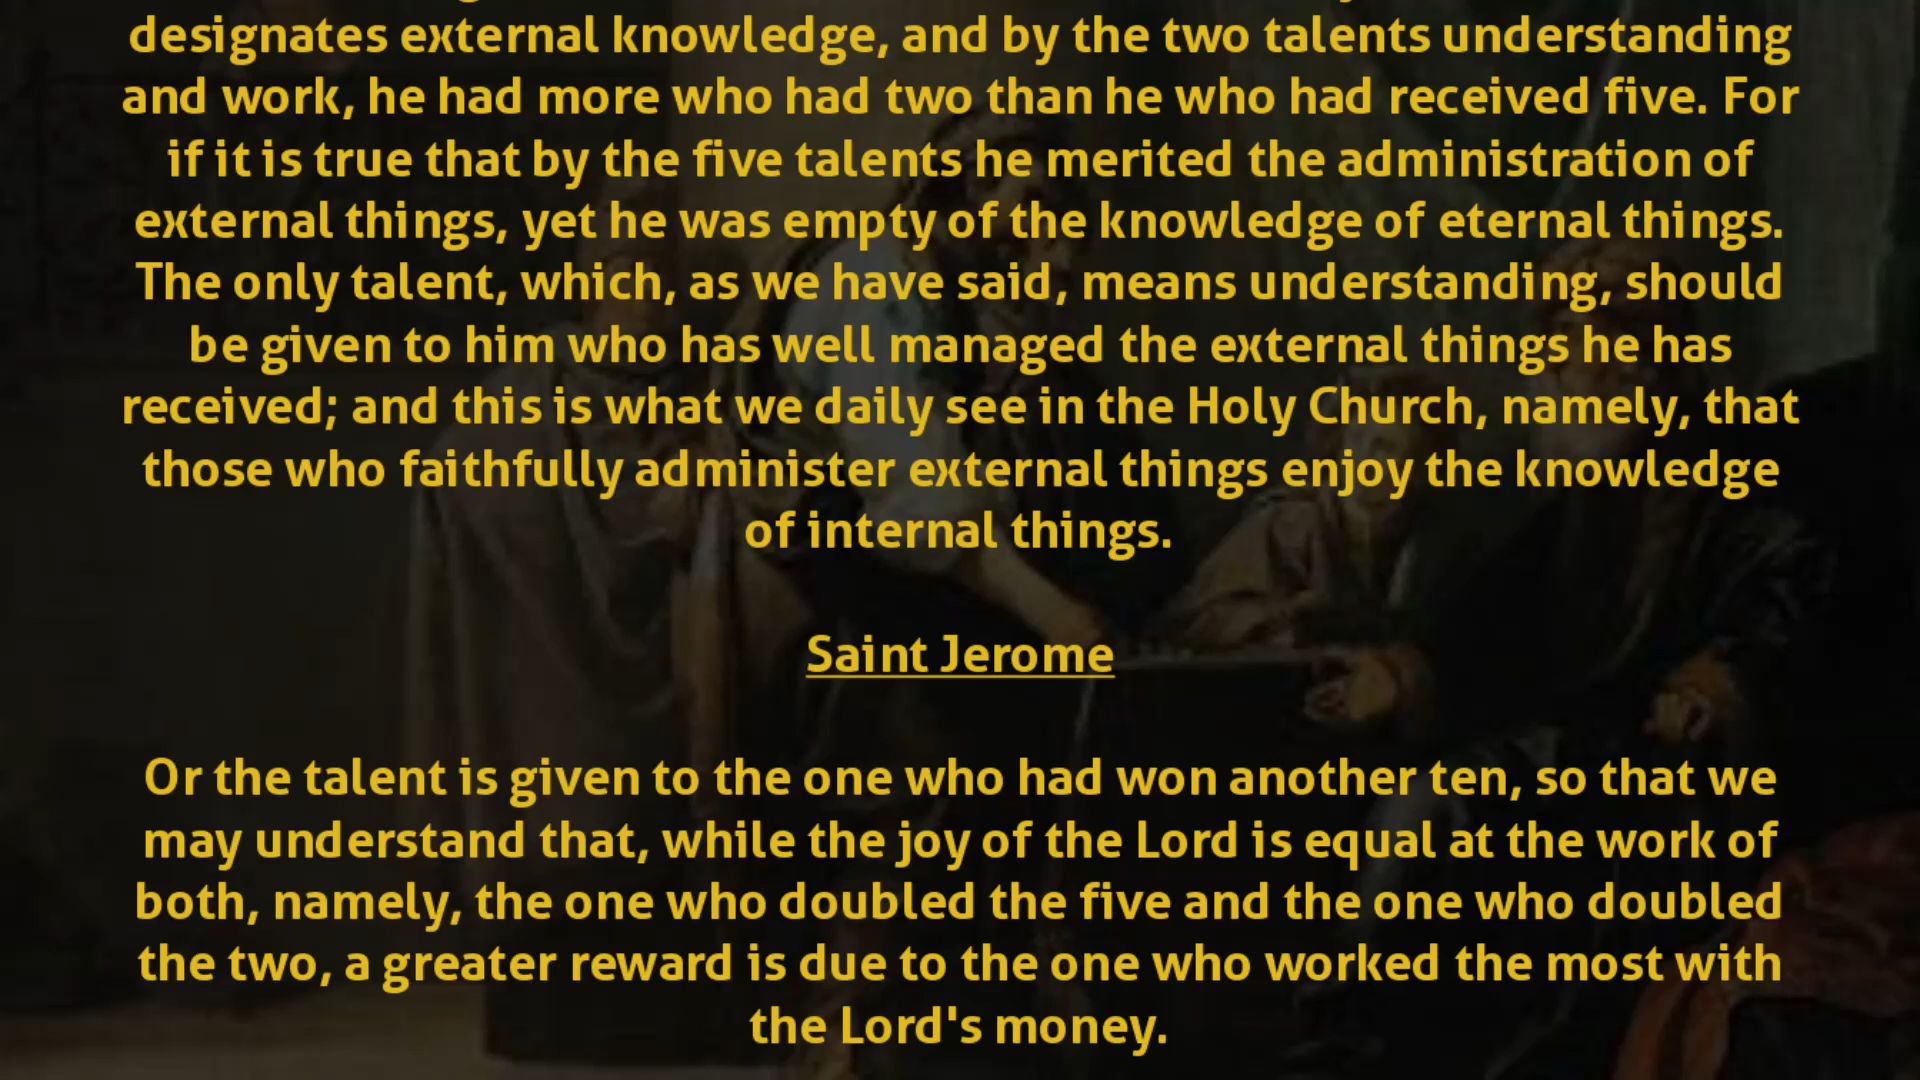 designates external knowledge, and by the two talents understanding
and work, he had more who had two than he who had received five. For
if it is true that by the five talents he merited the administration of
external things, yet he was empty of the knowledge of eternal things.
The only talent, which, as we have said, means understanding, should
be given to him who has well managed the external things he has
received; and this is what we daily see in the Holy Church, namely, that
those who faithfully administer external things enjoy the knowledge
of internal things.
Saint Jerome
Or the talent is given to the one who had won another ten, so that we
may understand that, while the joy of the Lord is equal at the work of
both, namely, the one who doubled the five and the one who doubled
the two, a greater reward is due to the one who worked the most with
the Lord's money.